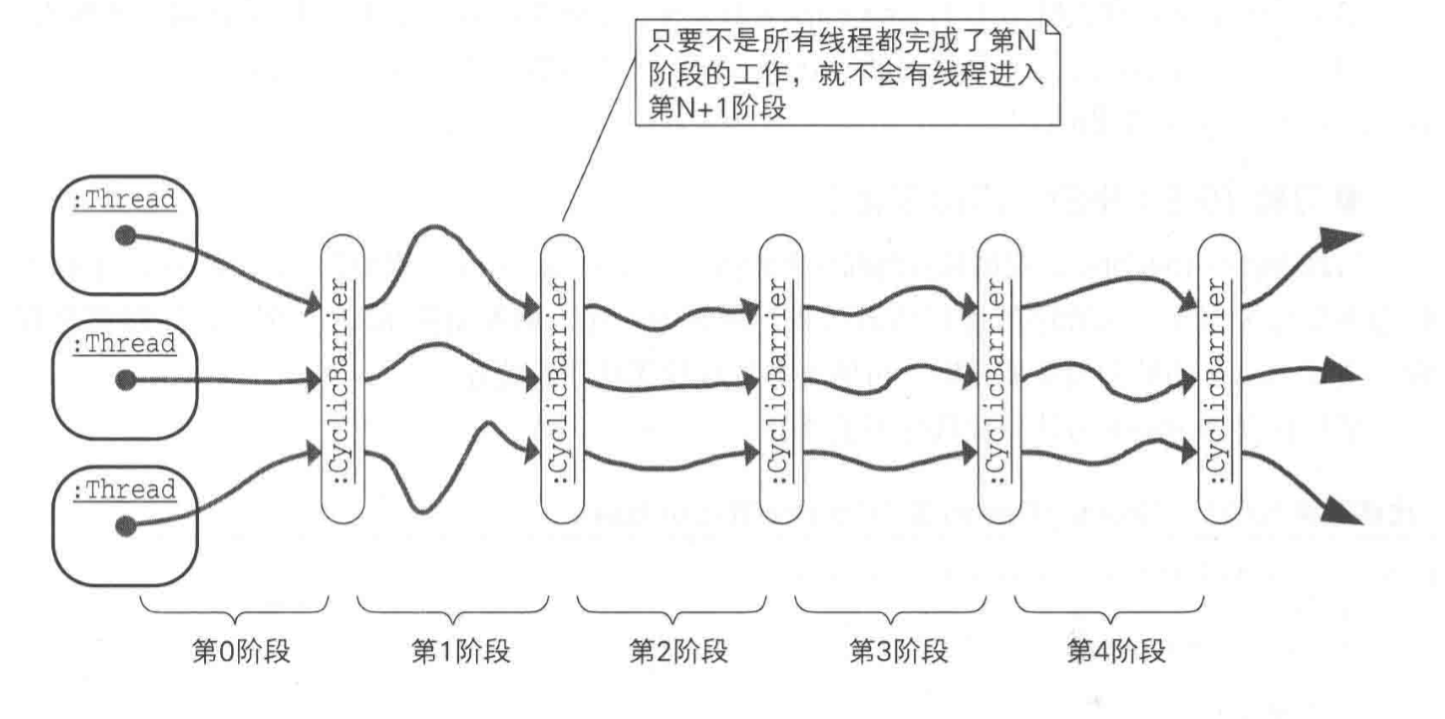 只要不是所有线程都完成了第N
阶段的工作，就不会有线程进入
第N+1阶段
:Thread
:Thread
:Thread
:CyclicBarrier
:CyclicBarrier
:CyclicBarrier
:CyclicBarrier
:CyclicBarrier
第0阶段
第1阶段
第2阶段
第3阶段
第4阶段